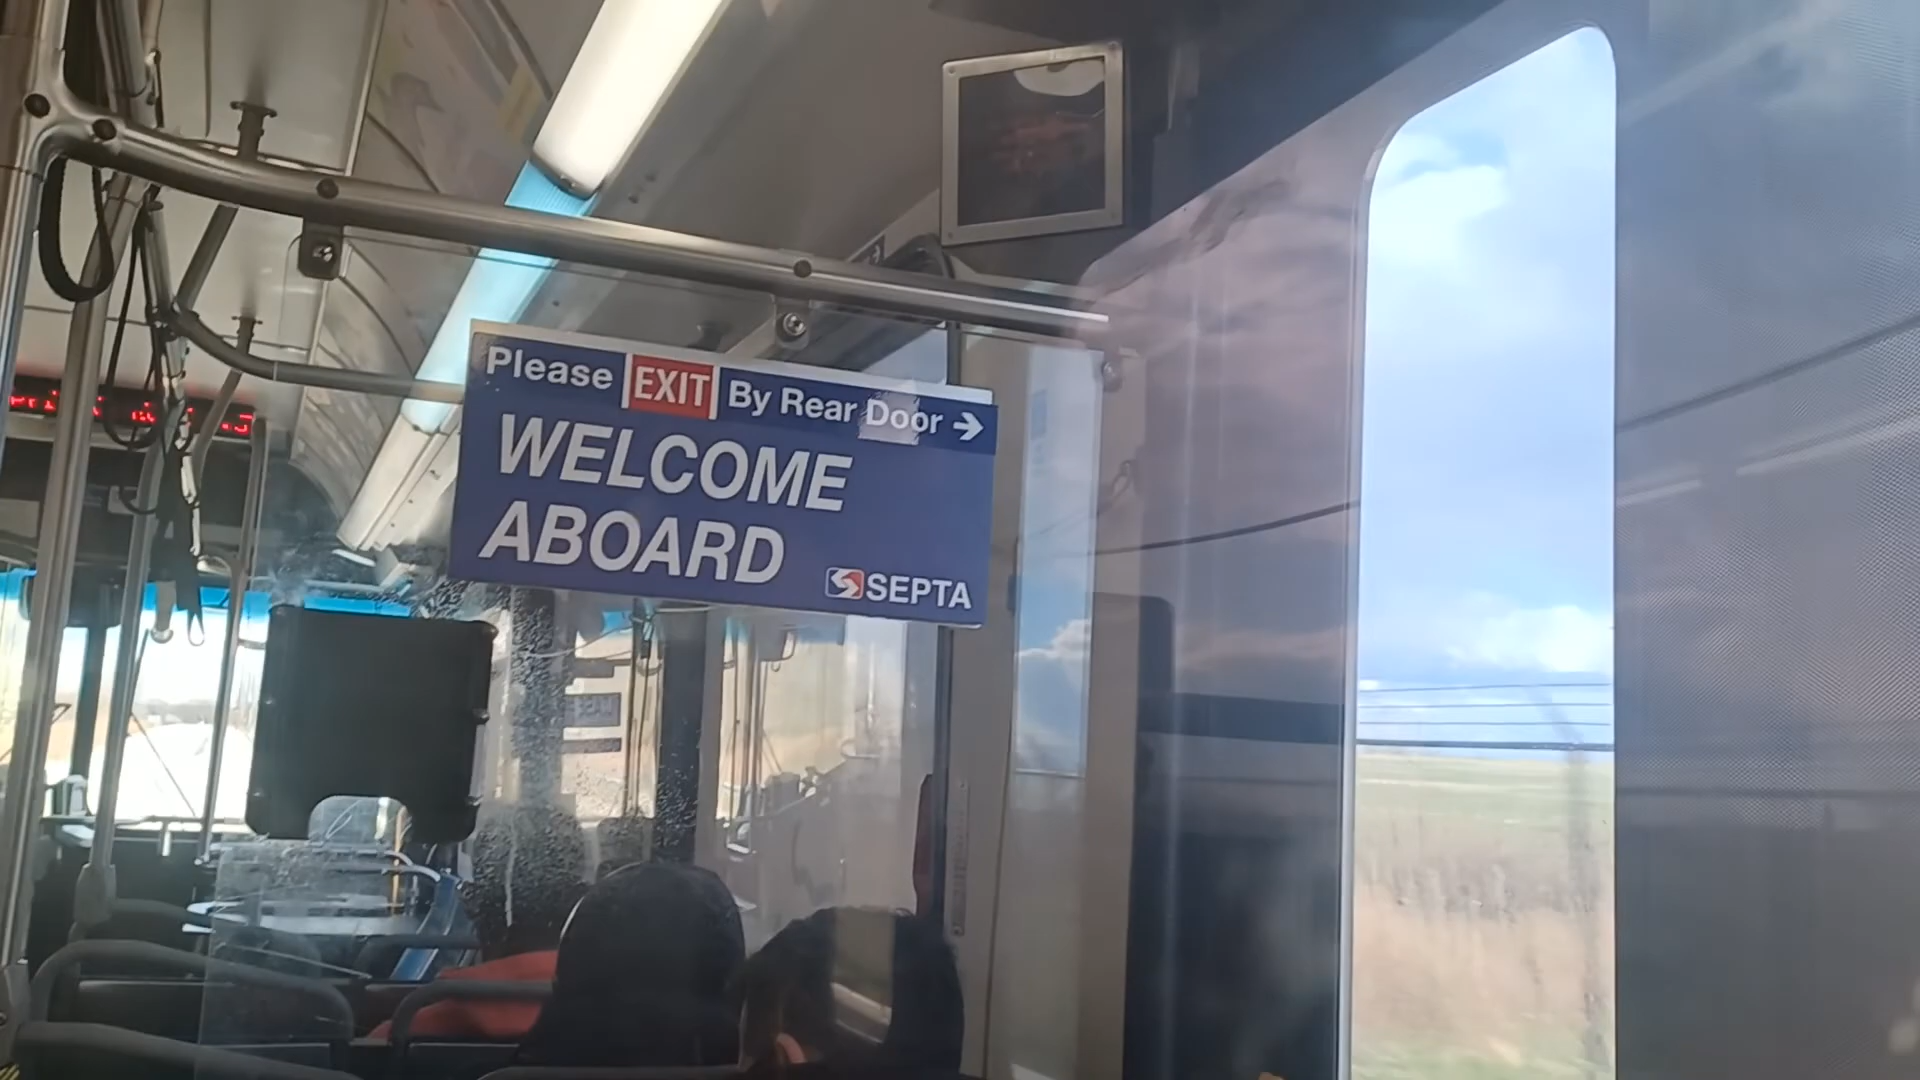 Please EXIT By Rear Door →
WELCOME
ABOARD
SEPTA